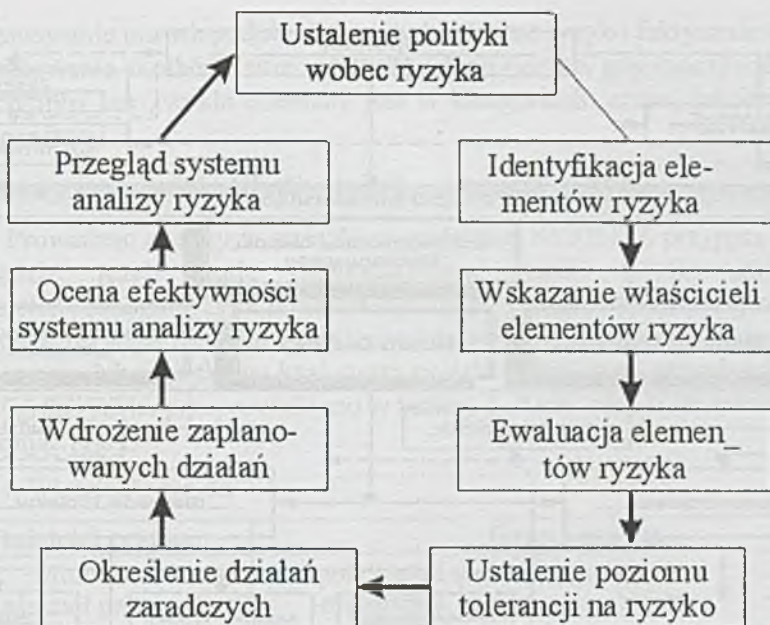 Ustalenie polityki
wobec ryzyka
Przegląd systemu
analizy ryzyka
Identyfikacja ele-
mentów ryzyka
Ocena efektywności
systemu analizy ryzyka
Wskazanie właścicieli
elementów ryzyka
Wdrożenie zaplano-
wanych działań
Ewaluacja elemen_
tów ryzyka
Określenie działań
zaradczych
Ustalenie poziomu
tolerancji na ryzyko